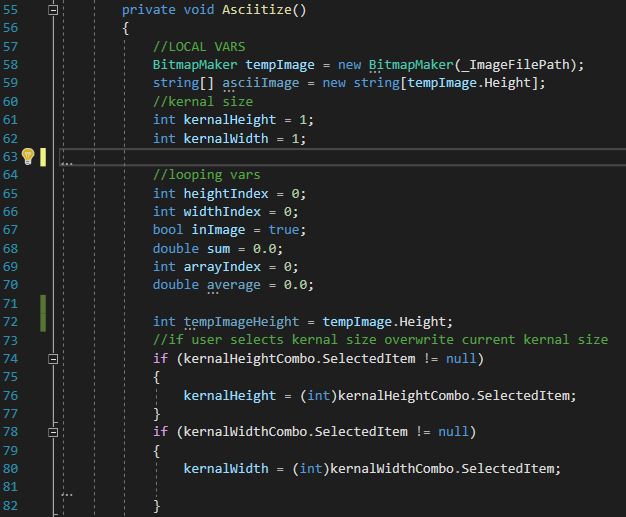 55 private void Asciitize()
56 {
57 //LOCAL VARS
58 BitmapMaker tempImage = new BitmapMaker(_ImageFilePath);
59 string[] asciiImage = new string[tempImage.Height];
60 //kernal size
61 int kernalHeight = 1;
62 int kernalWidth = 1;
63
64 //looping vars
65 int heightIndex = 0;
66 int widthIndex = 0;
67 bool inImage = true;
68 double sum = 0.0;
69 int arrayIndex = 0;
70 double average = 0.0;
71
72 int tempImageHeight = tempImage.Height;
73 //if user selects kernal size overwrite current kernal size
74 if (kernalHeightCombo.SelectedItem != null)
75 {
76 kernalHeight = (int)kernalHeightCombo.SelectedItem;
77 }
78 if (kernalWidthCombo.SelectedItem != null)
79 {
80 kernalWidth = (int)kernalWidthCombo.SelectedItem;
81
82 }